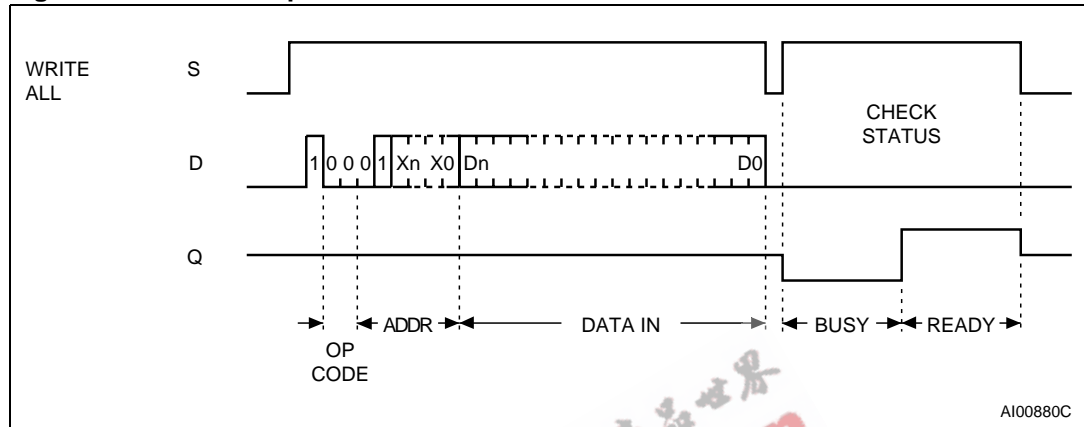 WRITE
ALL
S
CHECK
STATUS
D
1 0 0 0 1 Xn X0 Dn D0
Q
ADDR
DATA IN
BUSY
READY
OP
CODE
AI00880C